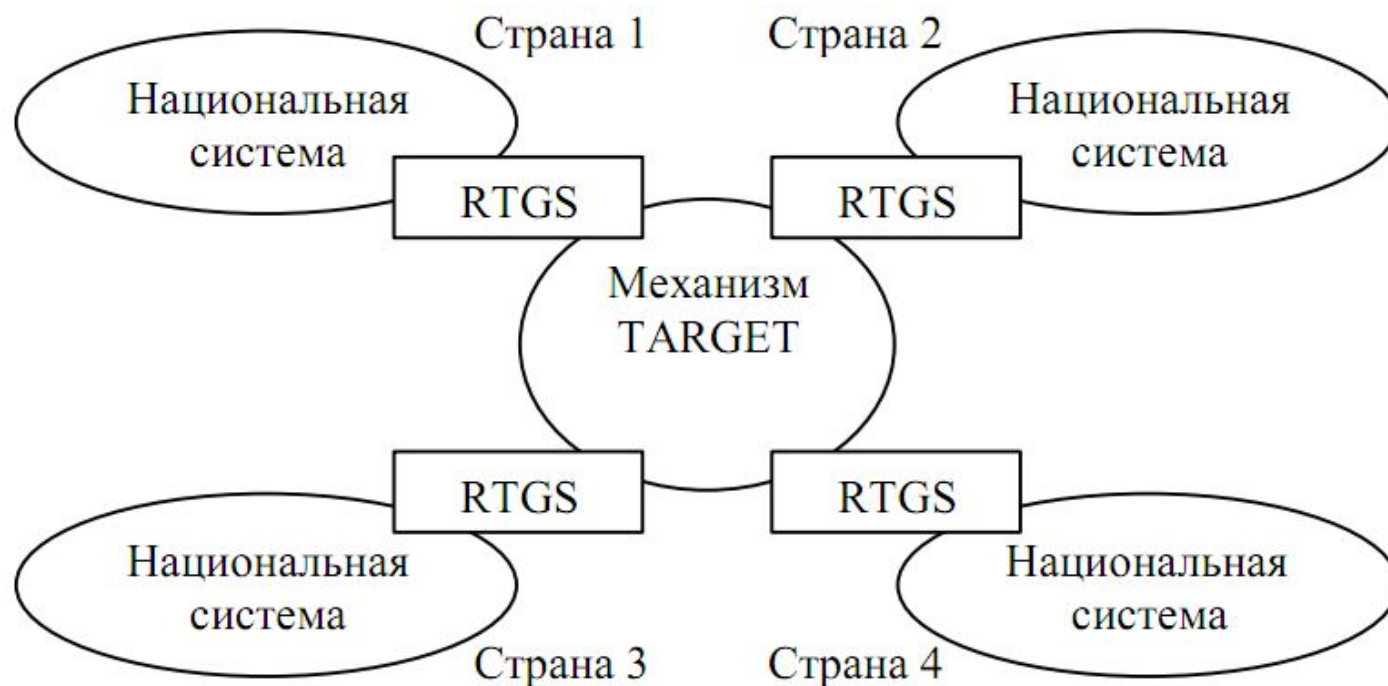 Страна 1
Страна 2
Национальная
система
Национальная
система
RTGS
RTGS
Механизм
TARGET
RTGS
RTGS
Национальная
система
Национальная
система
Страна 3
Страна 4